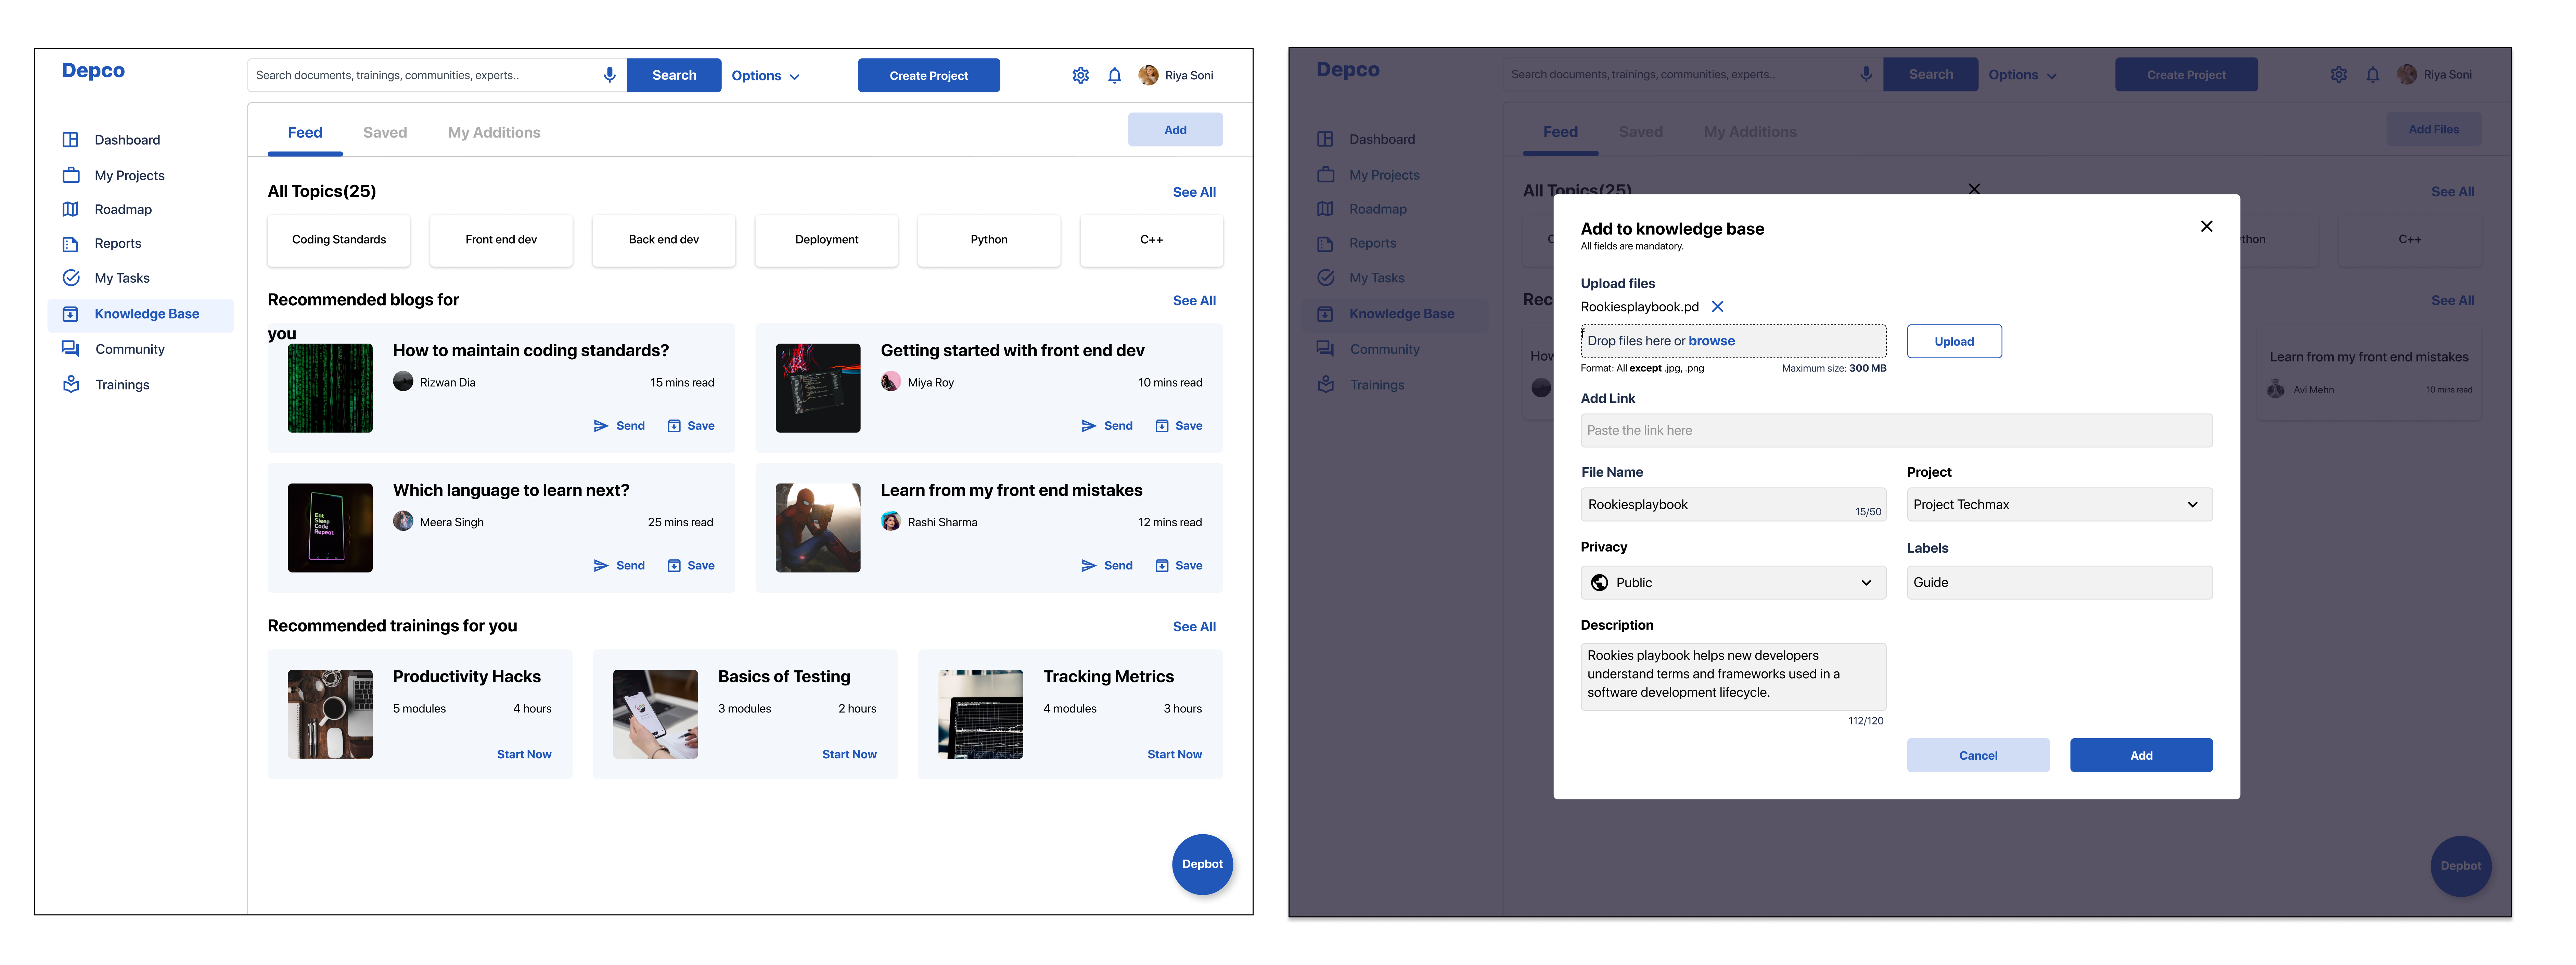 Depco
Search documents, trainings, communities, experts..
Search
Options
Create Project
Riya Soni
Dashboard
My Projects
Roadmap
Reports
My Tasks
Knowledge Base
Community
Trainings
Feed
Saved
My Additions
Add
All Topics(25)
See All
Coding Standards
Front end dev
Back end dev
Deployment
Python
C++
Recommended blogs for
you
See All
How to maintain coding standards?
Rizwan Dia
15 mins read
Send
Save
Getting started with front end dev
Miya Roy
10 mins read
Send
Save
Eat
Sleep
Code
Repeat
Which language to learn next?
Meera Singh
25 mins read
Send
Save
Learn from my front end mistakes
Rashi Sharma
12 mins read
Send
Save
Recommended trainings for you
See All
Productivity Hacks
5 modules
4 hours
Start Now
Basics of Testing
3 modules
2 hours
Start Now
Tracking Metrics
4 modules
3 hours
Start Now
Depbot
Depco
Search documents, trainings, communities, experts..
Search
Options
Create Project
Riya Soni
Dashboard
My Projects
Roadmap
Reports
My Tasks
Knowledge Base
Community
Trainings
Feed
Saved
My Additions
Add Files
All Topics(25)
See All
C
thon
C++
Rec
See All
How
Learn from my front end mistakes
Avi Mehn
10 mins read
Add to knowledge base
All fields are mandatory.
Upload files
Rookiesplaybook.pd
f
Drop files here or browse
Upload
Format: All except .jpg, .png
Maximum size: 300 MB
Add Link
Paste the link here
File Name
Rookiesplaybook
15/50
Project
Project Techmax
Privacy
Public
Labels
Guide
Description
Rookies playbook helps new developers
understand terms and frameworks used in a
software development lifecycle.
112/120
Cancel
Add
Depbot